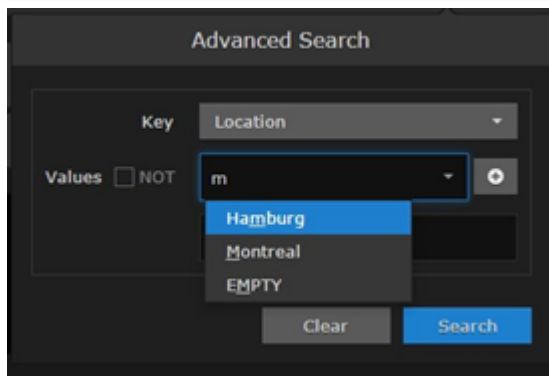 Advanced Search
Key Location
Values NOT m
Hamburg
Montreal
EMPTY
Clear Search